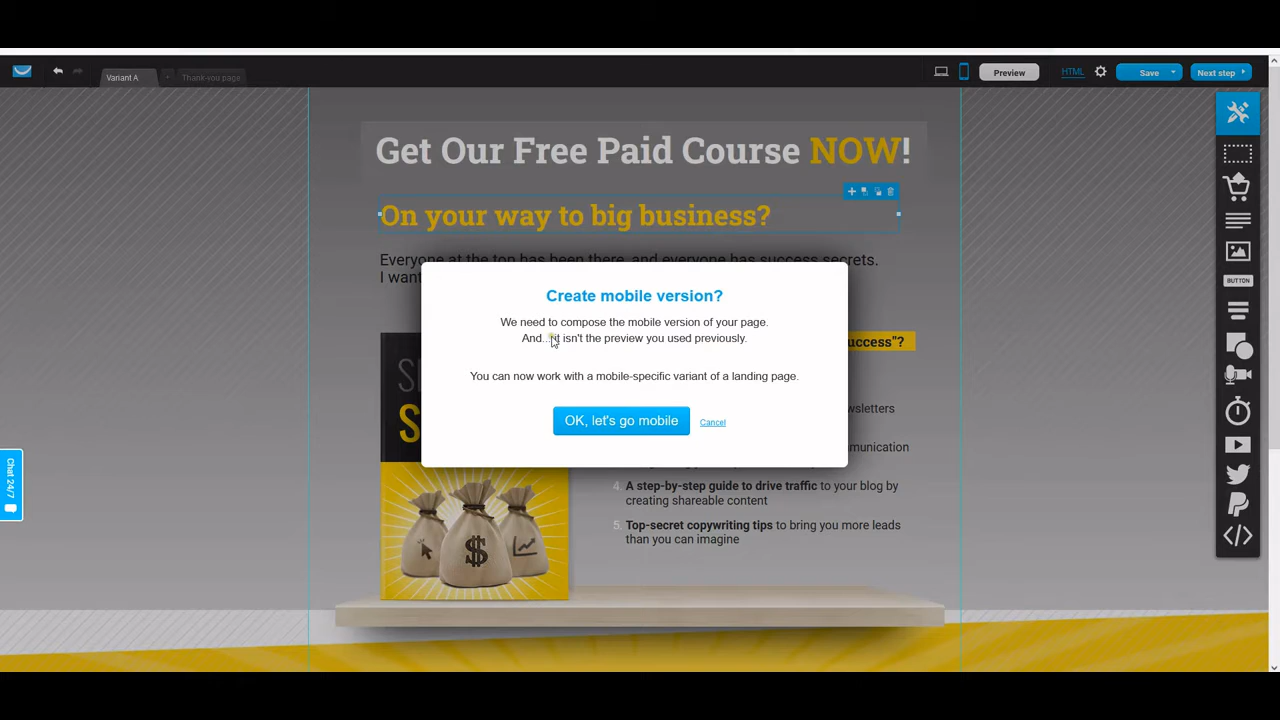 Variant A
+
Thank-you page
Preview
HTML
Save
Next step
Get Our Free Paid Course NOW!
On your way to big business?
Everyone at the top has been there, and everyone has success secrets.
I want
Create mobile version?
We need to compose the mobile version of your page.
And...it isn't the preview you used previously.
You can now work with a mobile-specific variant of a landing page.
OK, let's go mobile
Cancel
uccess"?
wsletters
munication
4. A step-by-step guide to drive traffic to your blog by
creating shareable content
5. Top-secret copywriting tips to bring you more leads
than you can imagine
S
S
$
BUTTON
Chat 24/7